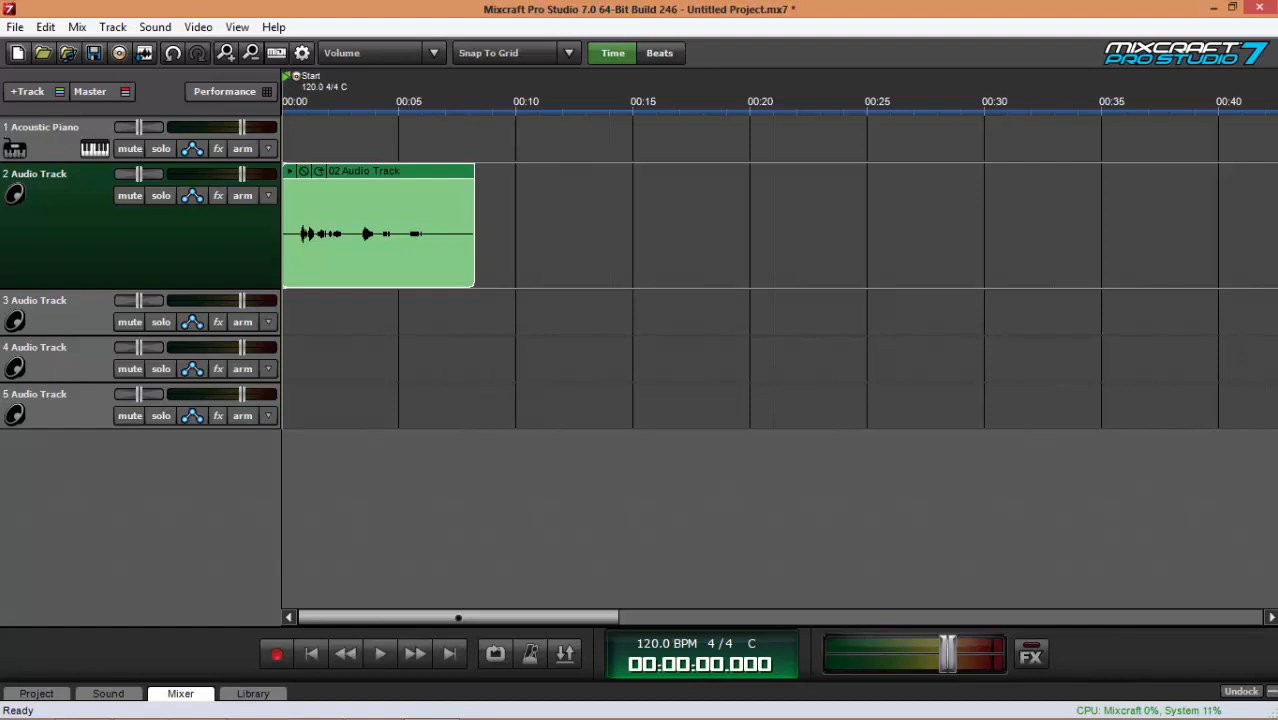 7 Mixcraft Pro Studio 7.0 64-Bit Build 246 - Untitled Project.mx7 *
File Edit Mix Track Sound Video View Help
Volume Snap To Grid Time Beats MIXCRAFT PRO STUDIO 7
Start
120.0 4/4 C
+Track Master Performance
00:00 00:05 00:10 00:15 00:20 00:25 00:30 00:35 00:40
1 Acoustic Piano
mute solo fx arm
2 Audio Track 02 Audio Track
mute solo fx arm
3 Audio Track
mute solo fx arm
4 Audio Track
mute solo fx arm
5 Audio Track
mute solo fx arm
120.0 BPM 4/4 C
00:00:00.000
FX
Project Sound Mixer Library Undock
Ready CPU: Mixcraft 0%, System 11%